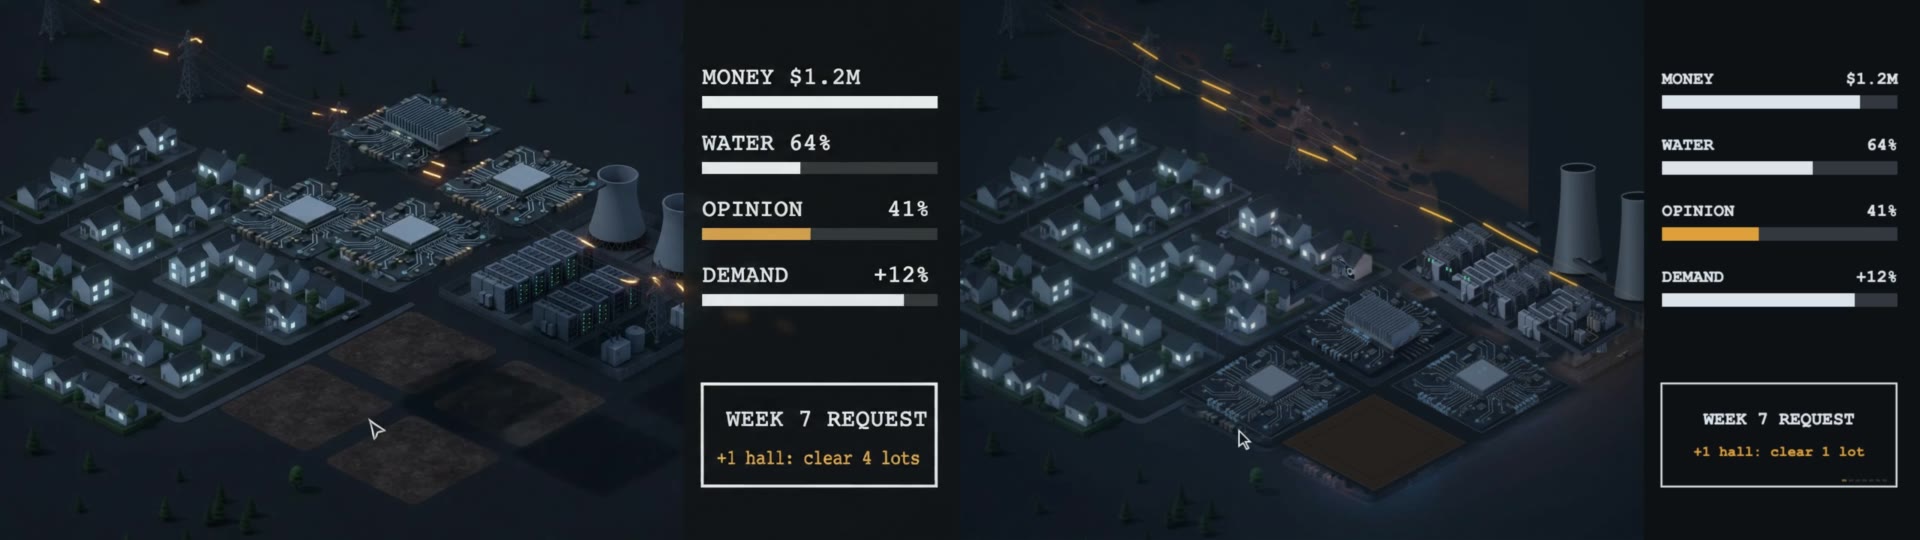 MONEY $1.2M
WATER 64%
OPINION 41%
DEMAND +12%
WEEK 7 REQUEST
+1 hall: clear 4 lots
MONEY $1.2M
WATER 64%
OPINION 41%
DEMAND +12%
WEEK 7 REQUEST
+1 hall: clear 1 lot